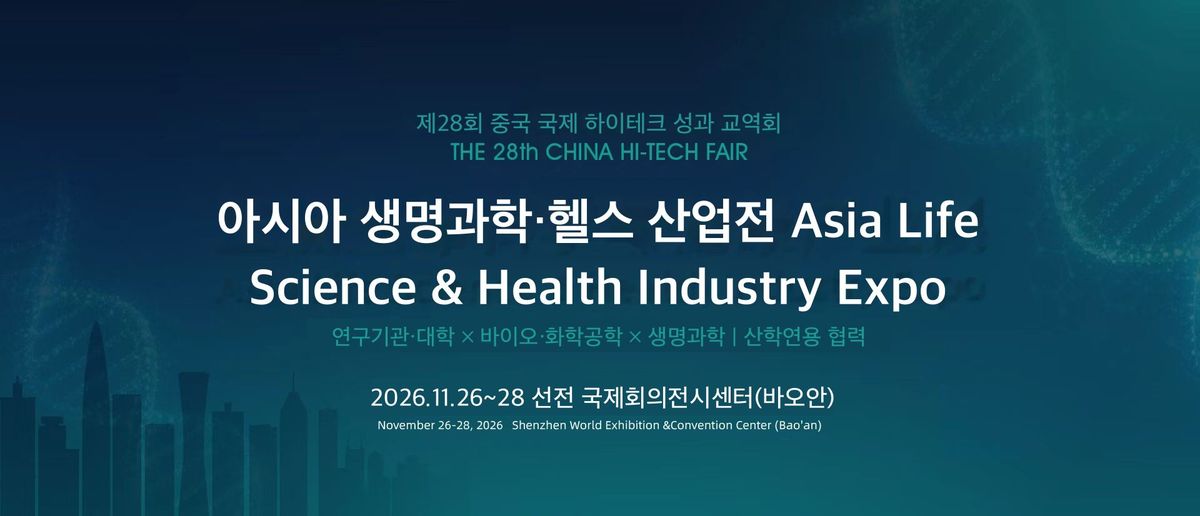 제28회 중국 국제 하이테크 성과 교역회
THE 28th CHINA HI-TECH FAIR
아시아 생명과학·헬스 산업전 Asia Life
Science & Health Industry Expo
연구기관·대학 × 바이오·화학공학 × 생명과학 | 산학연용 협력
2026.11.26~28 선전 국제회의전시센터(바오안)
November 26-28, 2026 Shenzhen World Exhibition &Convention Center (Bao'an)